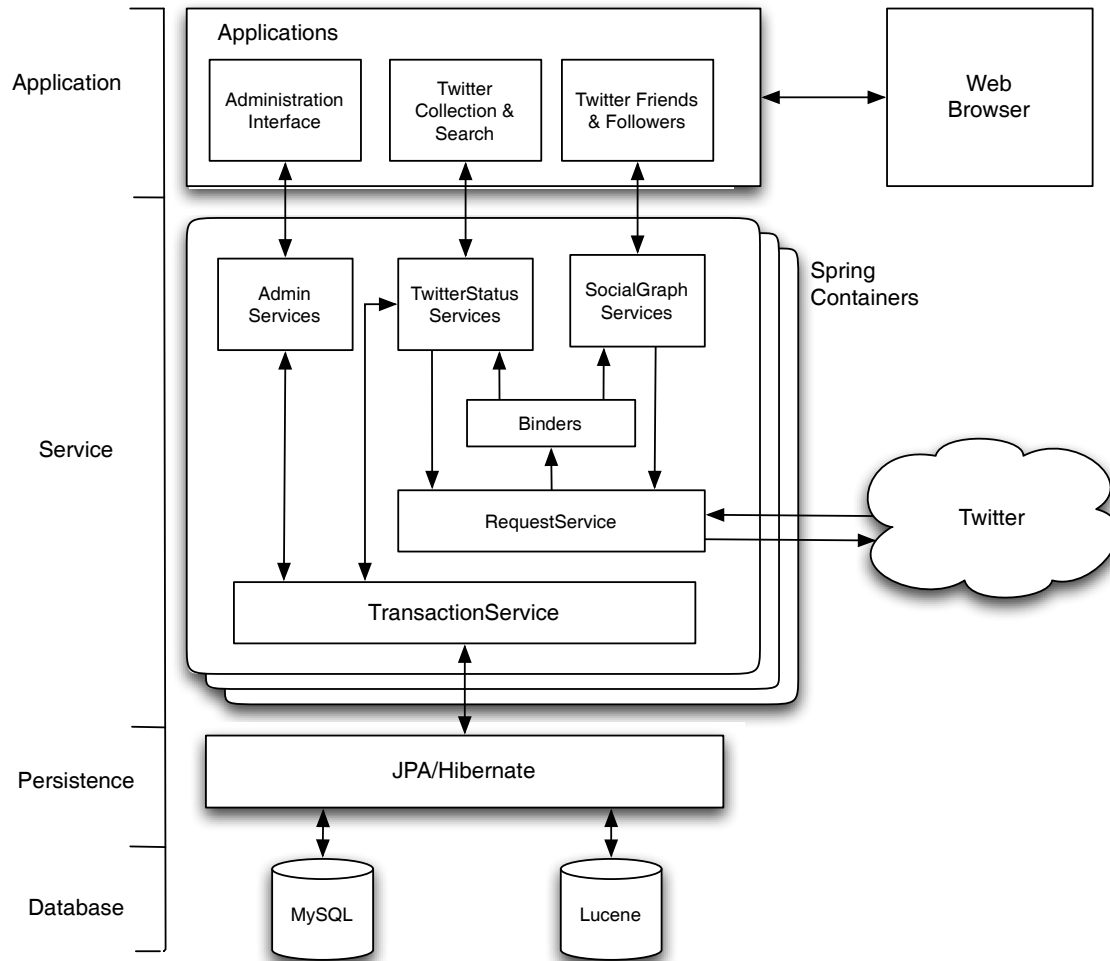 Applications
Application
Administration
Interface
Twitter
Collection &
Search
Twitter Friends
& Followers
Web
Browser
Spring
Containers
Admin
Services
TwitterStatus
Services
SocialGraph
Services
Binders
Service
RequestService
Twitter
TransactionService
Persistence
JPA/Hibernate
Database
MySQL
Lucene